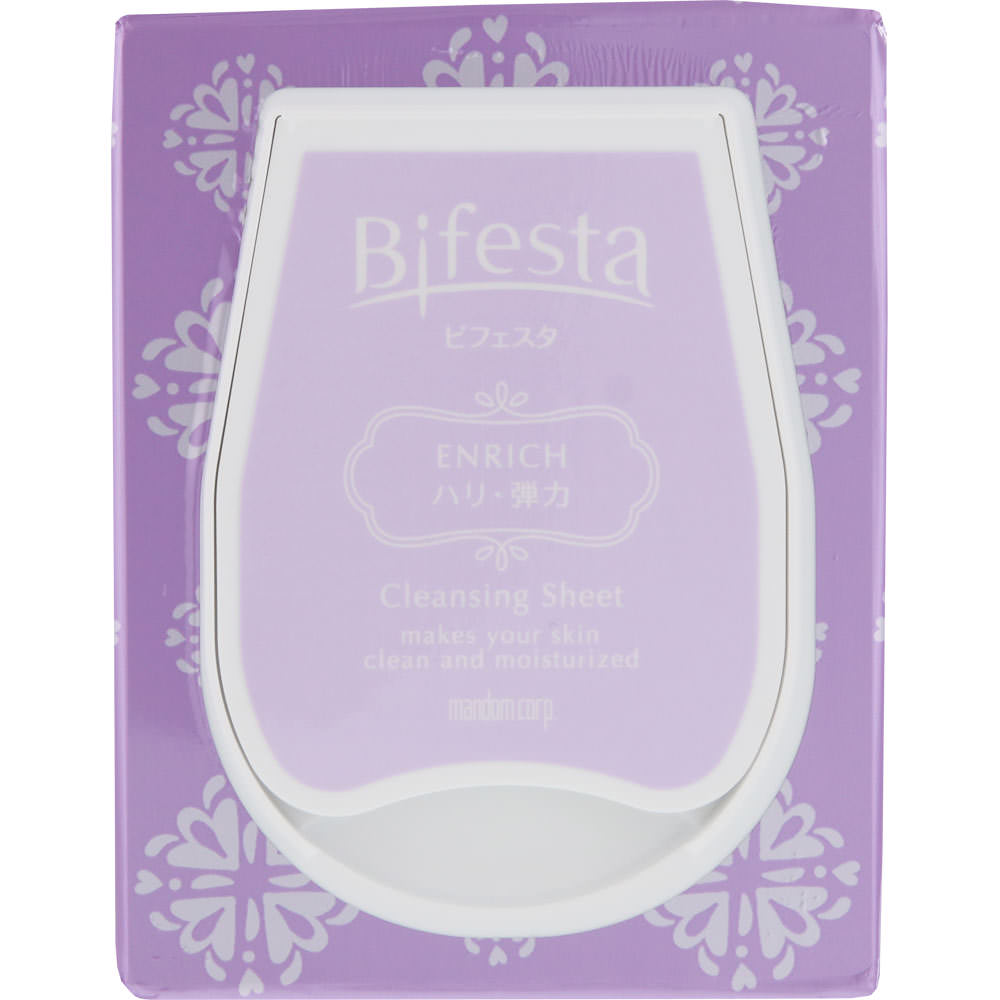 Bifesta
ビフェスタ
ENRICH
ハリ・弾力
Cleansing Sheet
makes your skin
clean and moisturized
mandom corp.